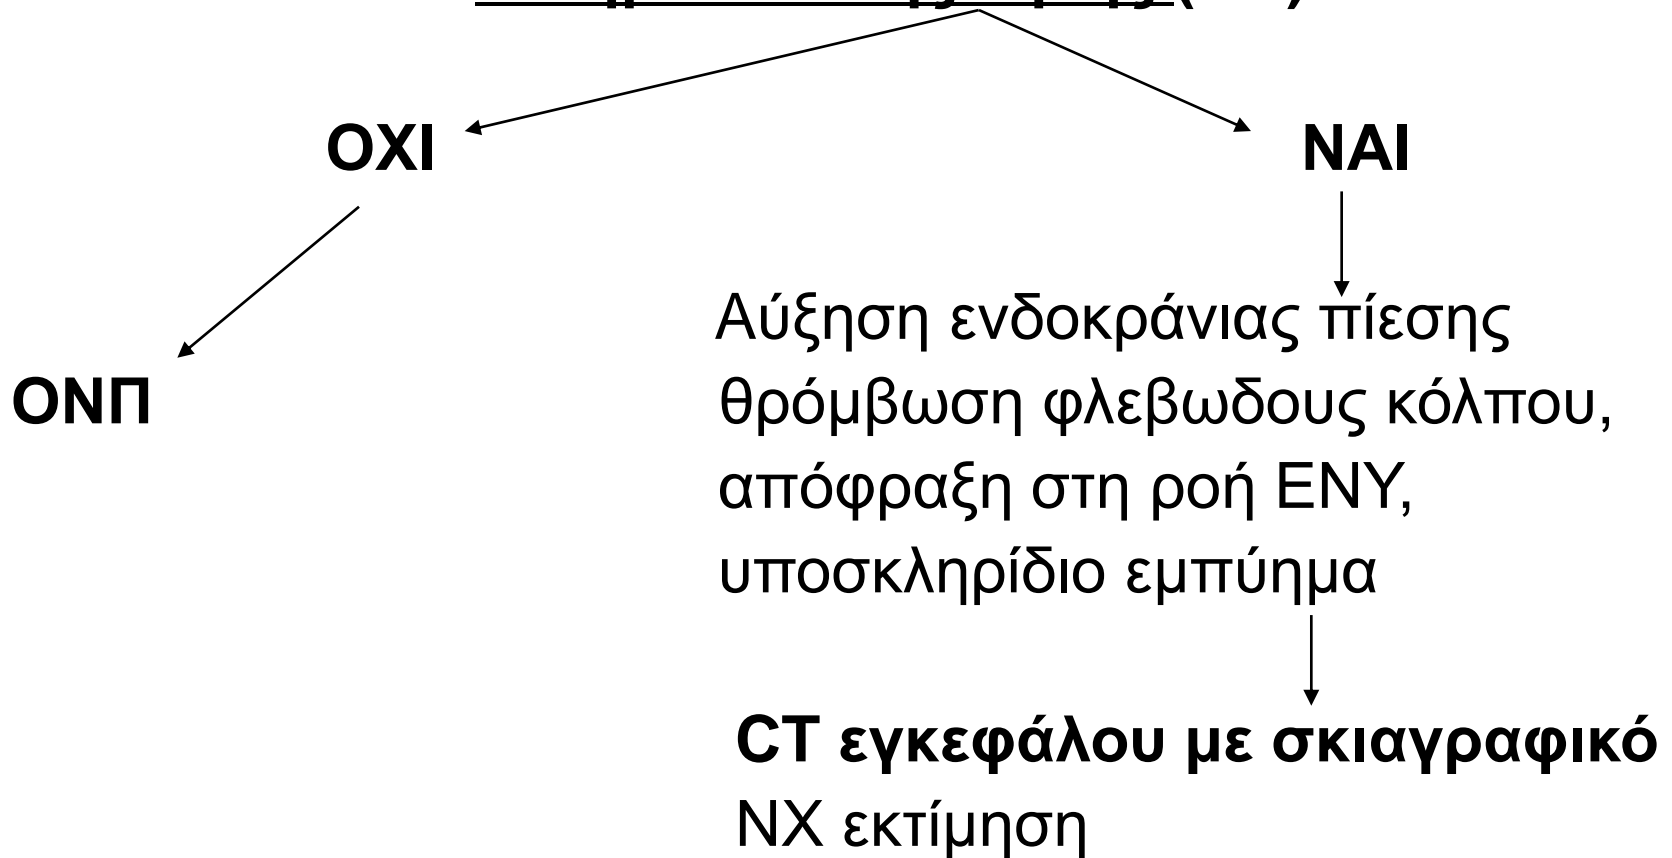 ΟΧΙ
ΝΑΙ
Αύξηση ενδοκράνιας πίεσης
ΟΝΠ
θρόμβωση φλεβωδους κόλπου,
απόφραξη στη ροή ΕΝΥ,
υποσκληρίδιο εμπύημα
CT εγκεφάλου με σκιαγραφικό
ΝΧ εκτίμηση